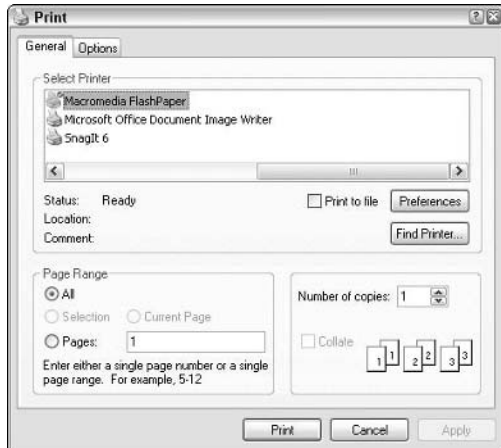 Print
General
Options
Select Printer
Macromedia FlashPaper
Microsoft Office Document Image Writer
SnagIt 6
Status: Ready
Location:
Comment:
Print to file
Preferences
Find Printer...
Page Range
All
Selection
Current Page
Pages: 1
Enter either a single page number or a single
page range. For example, 5-12
Number of copies: 1
Collate
1 1 2 2 3 3
Print
Cancel
Apply